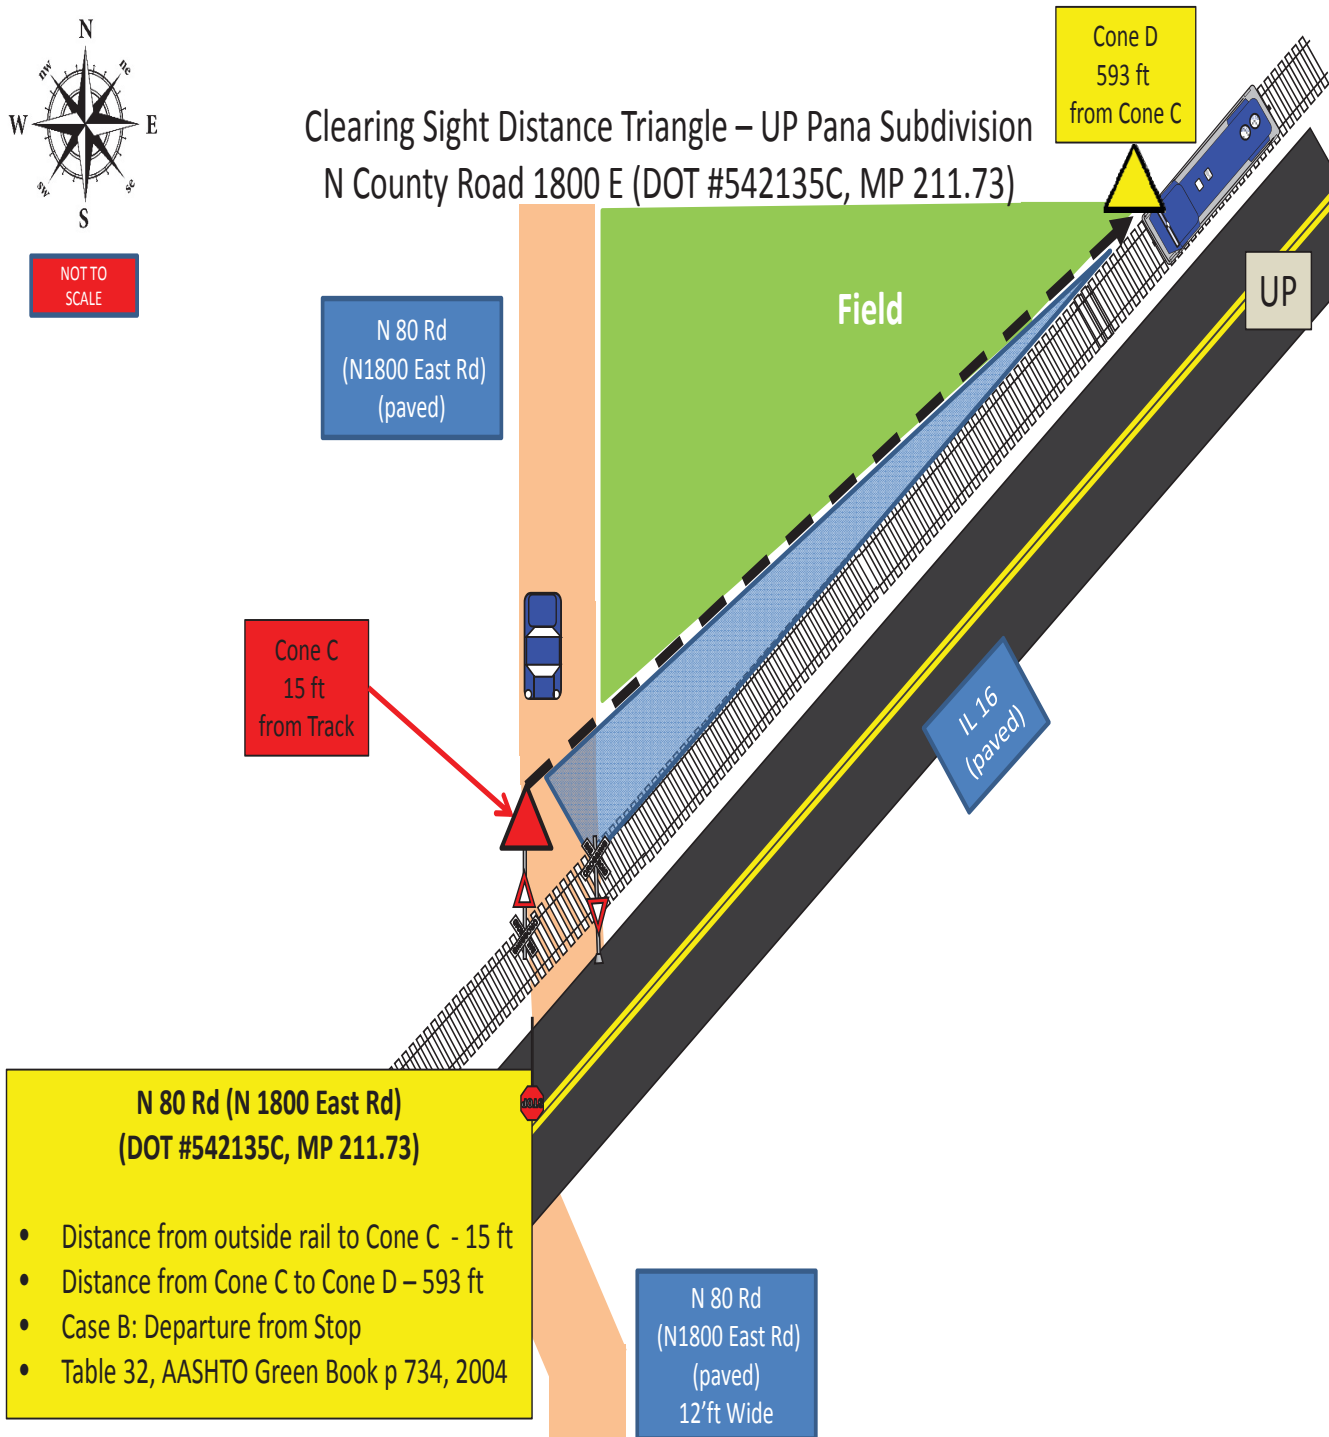 N
nw
ne
W
E
sw
se
S
NOT TO
SCALE
Clearing Sight Distance Triangle – UP Pana Subdivision
N County Road 1800 E (DOT #542135C, MP 211.73)
Cone D
593 ft
from Cone C
UP
N 80 Rd
(N1800 East Rd)
(paved)
Field
Cone C
15 ft
from Track
IL 16
(paved)
STOP
N 80 Rd (N 1800 East Rd)
(DOT #542135C, MP 211.73)
• Distance from outside rail to Cone C - 15 ft
• Distance from Cone C to Cone D – 593 ft
• Case B: Departure from Stop
• Table 32, AASHTO Green Book p 734, 2004
N 80 Rd
(N1800 East Rd)
(paved)
12'ft Wide